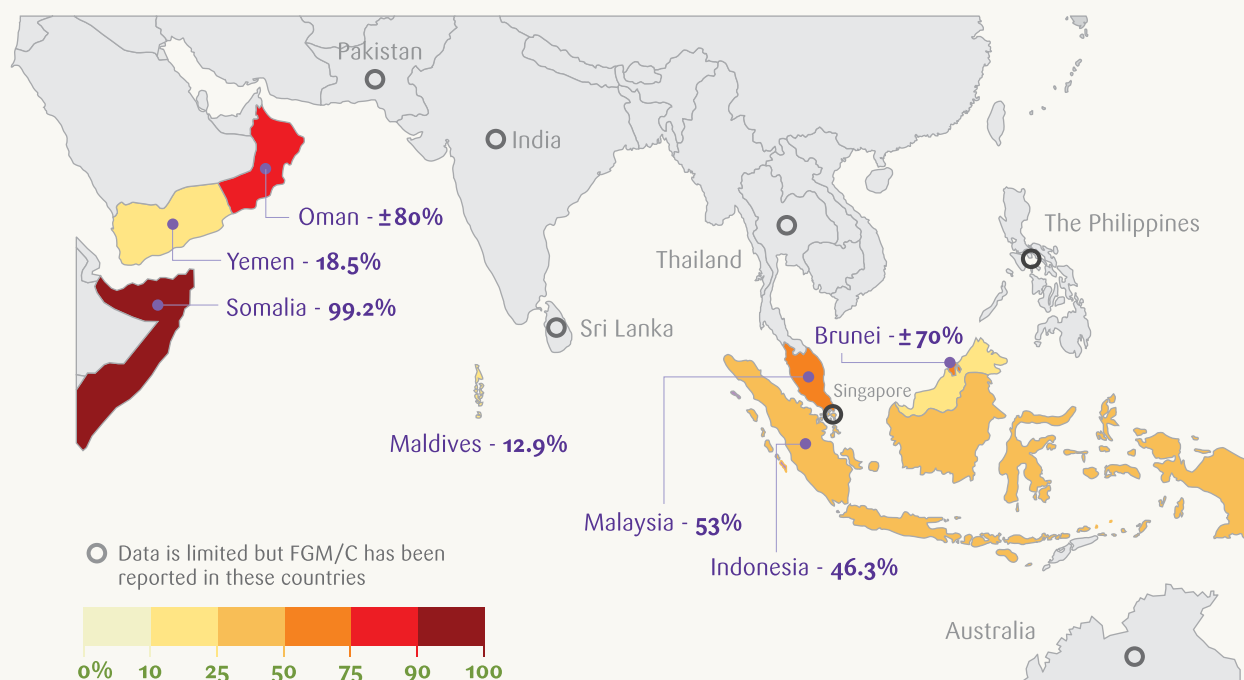 Pakistan
India
Oman - ±80%
The Philippines
Yemen - 18.5%
Thailand
Somalia - 99.2%
Sri Lanka
Brunei - ±70%
Singapore
Maldives - 12.9%
Malaysia - 53%
Data is limited but FGM/C has been
reported in these countries
Indonesia - 46.3%
Australia
0% 10 25 50 75 90 100